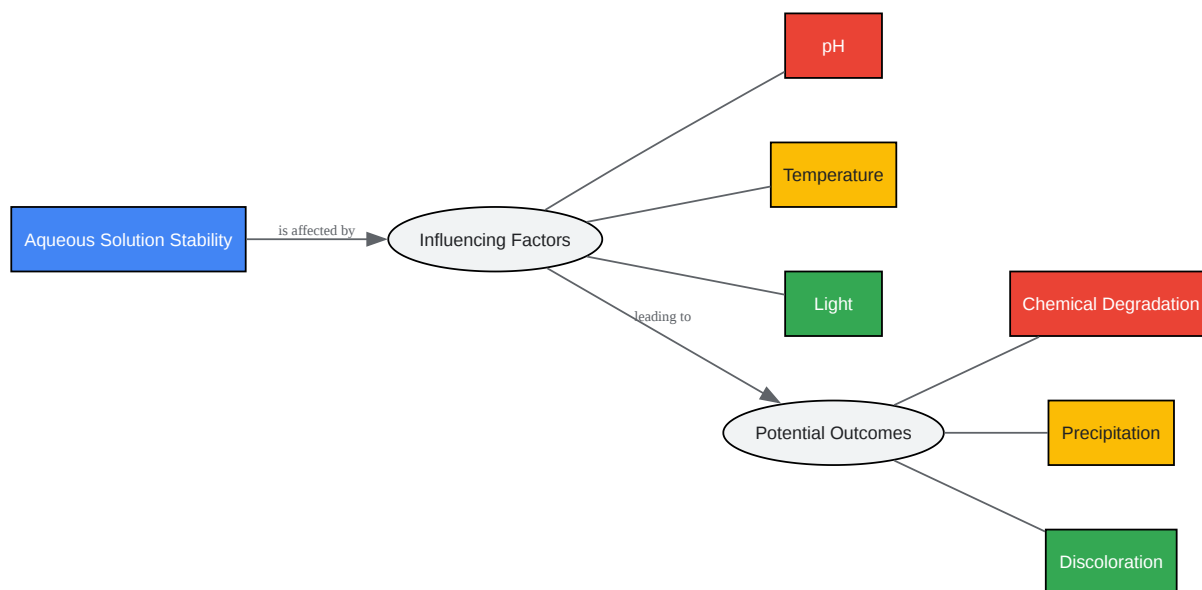 pH
Temperature
Aqueous Solution Stability
is affected by
Influencing Factors
Light
leading to
Chemical Degradation
Potential Outcomes
Precipitation
Discoloration